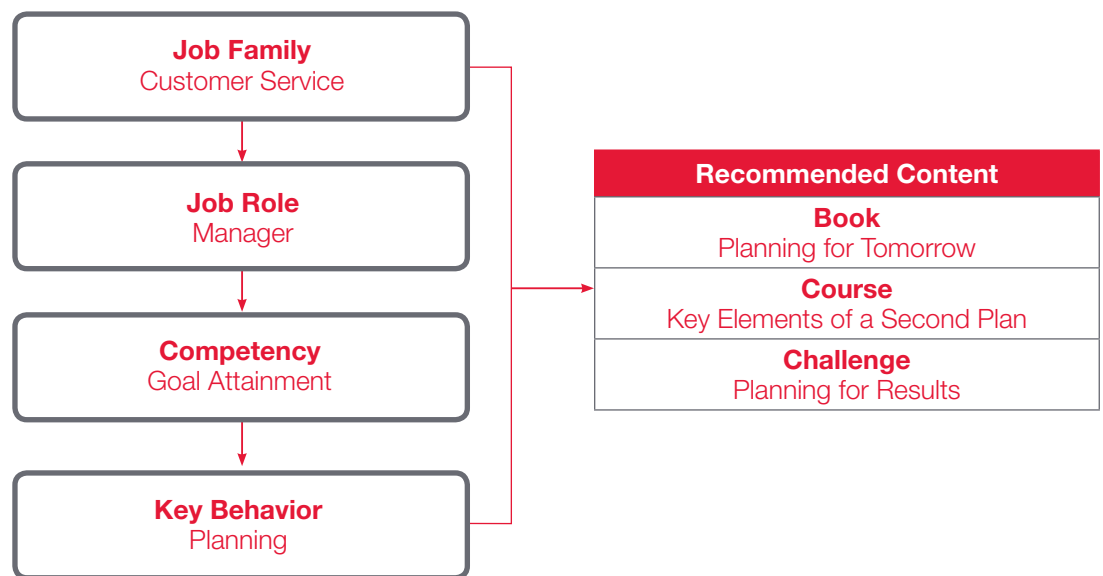 Job Family
Customer Service
Job Role
Manager
Competency
Goal Attainment
Key Behavior
Planning
Recommended Content
Book
Planning for Tomorrow
Course
Key Elements of a Second Plan
Challenge
Planning for Results